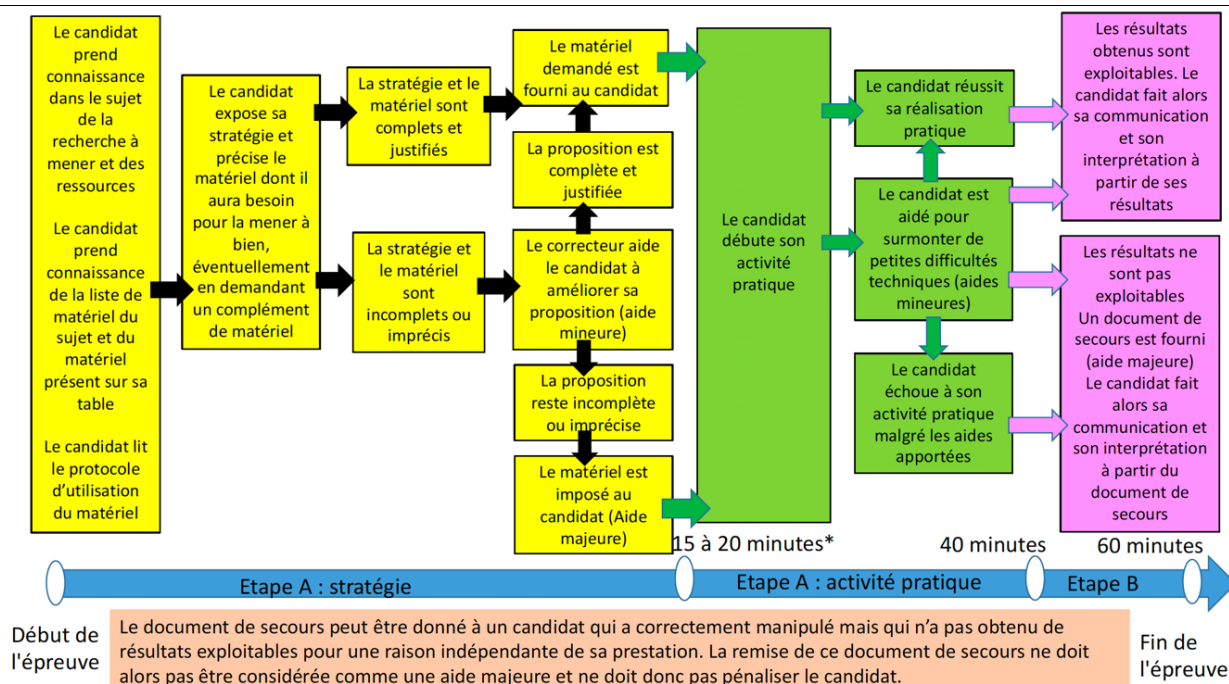 Le candidat
prend
connaissance
dans le sujet
de la
recherche à
mener et des
ressources
Le candidat
prend
connaissance
de la liste de
matériel du
sujet et du
matériel
présent sur sa
table
Le candidat lit
le protocole
d’utilisation
du matériel
Le candidat
expose sa
stratégie et
précise le
matériel dont il
aura besoin
pour la mener à
bien,
éventuellement
en demandant
un complément
de matériel
La stratégie et le
matériel sont
complets et
justifiés
La stratégie et
le matériel
sont
incomplets ou
imprécis
Le matériel
demandé est
fourni au candidat
La proposition est
complète et
justifiée
Le correcteur aide
le candidat à
améliorer sa
proposition (aide
mineure)
La proposition
reste incomplète
ou imprécise
Le matériel est
imposé au
candidat (Aide
majeure)
Le candidat
débute son
activité
pratique
Le candidat réussit
sa réalisation
pratique
Le candidat est
aidé pour
surmonter de
petites difficultés
techniques (aides
mineures)
Le candidat
échoue à son
activité pratique
malgré les aides
apportées
Les résultats
obtenus sont
exploitables. Le
candidat fait alors
sa communication
et son
interprétation à
partir de ses
résultats
Les résultats ne
sont pas
exploitables
Un document de
secours est fourni
(aide majeure)
Le candidat fait
alors sa
communication et
son interprétation
à partir du
document de
secours
15 à 20 minutes*
40 minutes
60 minutes
Etape A : stratégie
Etape A : activité pratique
Etape B
Début de
l'épreuve
Le document de secours peut être donné à un candidat qui a correctement manipulé mais qui n’a pas obtenu de
résultats exploitables pour une raison indépendante de sa prestation. La remise de ce document de secours ne doit
alors pas être considérée comme une aide majeure et ne doit donc pas pénaliser le candidat.
Fin de
l'épreuve